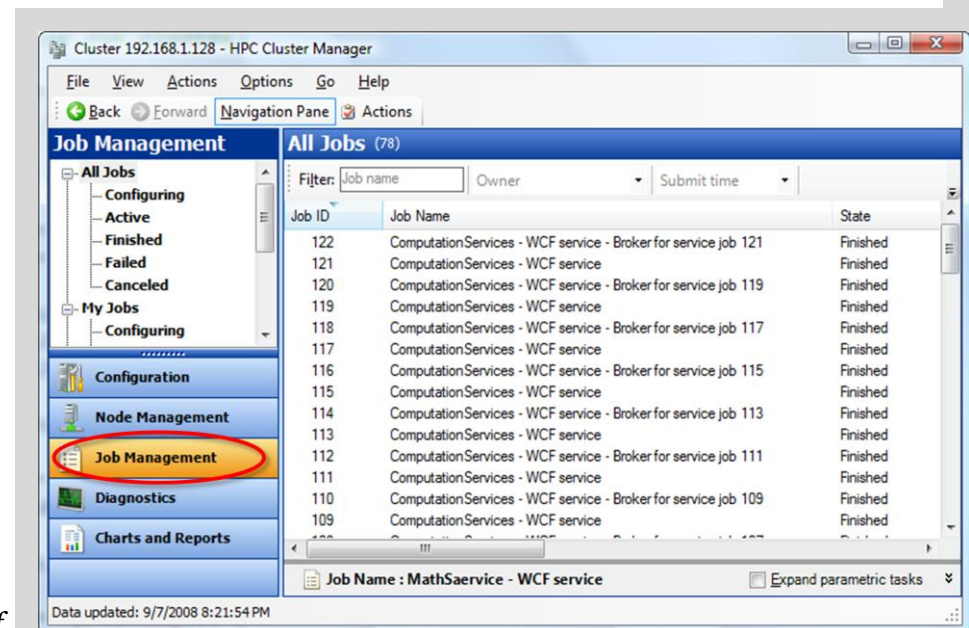 Cluster 192.168.1.128 - HPC Cluster Manager
File View Actions Options Go Help
Back Forward Navigation Pane Actions
Job Management
All Jobs
Configuring
Active
Finished
Failed
Canceled
My Jobs
Configuring
Configuration
Node Management
Job Management
Diagnostics
Charts and Reports
All Jobs (78)
Filter: Job name Owner Submit time
Job ID Job Name State
122 ComputationServices - WCF service - Broker for service job 121 Finished
121 ComputationServices - WCF service Finished
120 ComputationServices - WCF service - Broker for service job 119 Finished
119 ComputationServices - WCF service Finished
118 ComputationServices - WCF service - Broker for service job 117 Finished
117 ComputationServices - WCF service Finished
116 ComputationServices - WCF service - Broker for service job 115 Finished
115 ComputationServices - WCF service Finished
114 ComputationServices - WCF service - Broker for service job 113 Finished
113 ComputationServices - WCF service Finished
112 ComputationServices - WCF service - Broker for service job 111 Finished
111 ComputationServices - WCF service Finished
110 ComputationServices - WCF service - Broker for service job 109 Finished
109 ComputationServices - WCF service Finished
Job Name : MathSaervice - WCF service Expand parametric tasks
Data updated: 9/7/2008 8:21:54 PM